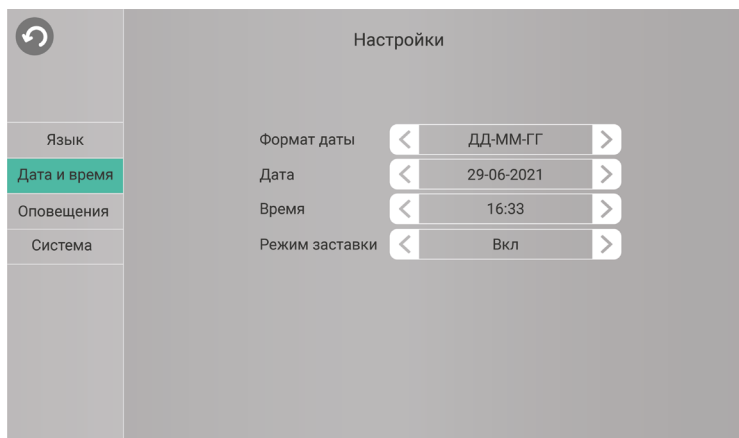 Настройки
Язык
Дата и время
Оповещения
Система
Формат даты ДД-ММ-ГГ
Дата 29-06-2021
Время 16:33
Режим заставки Вкл